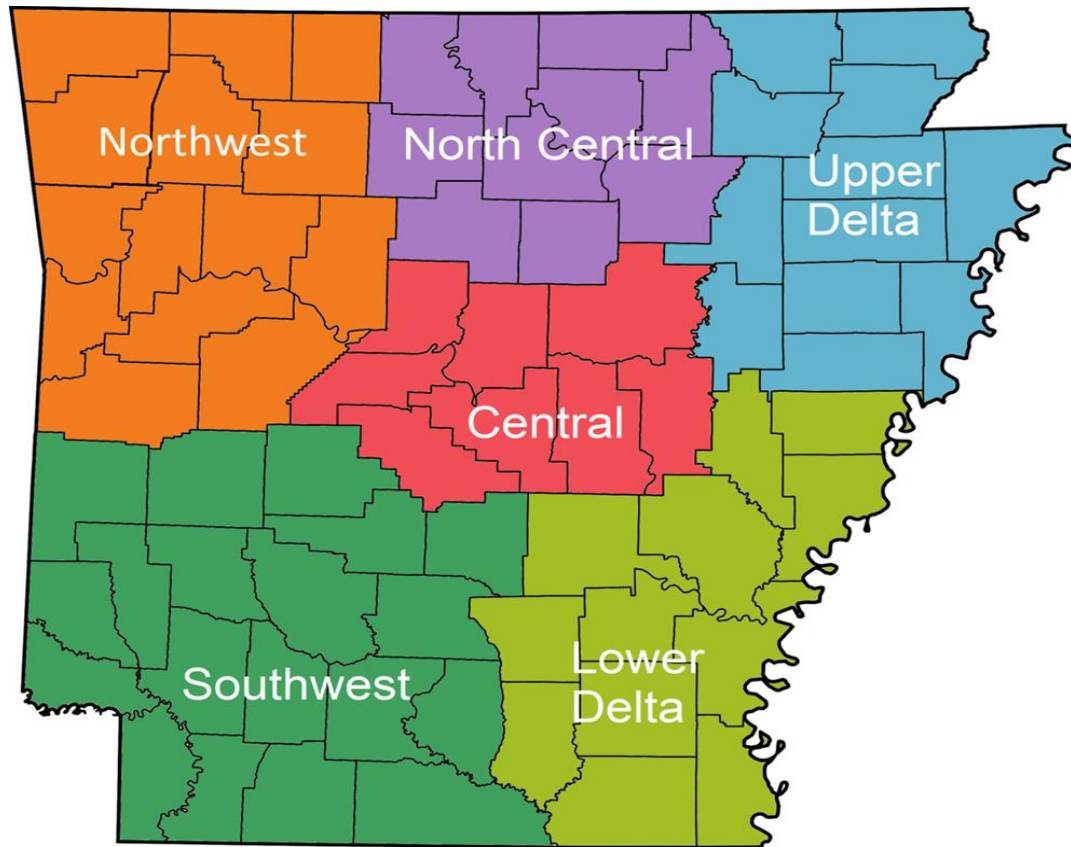 Northwest
North Central
Upper
Delta
Central
Southwest
Lower
Delta